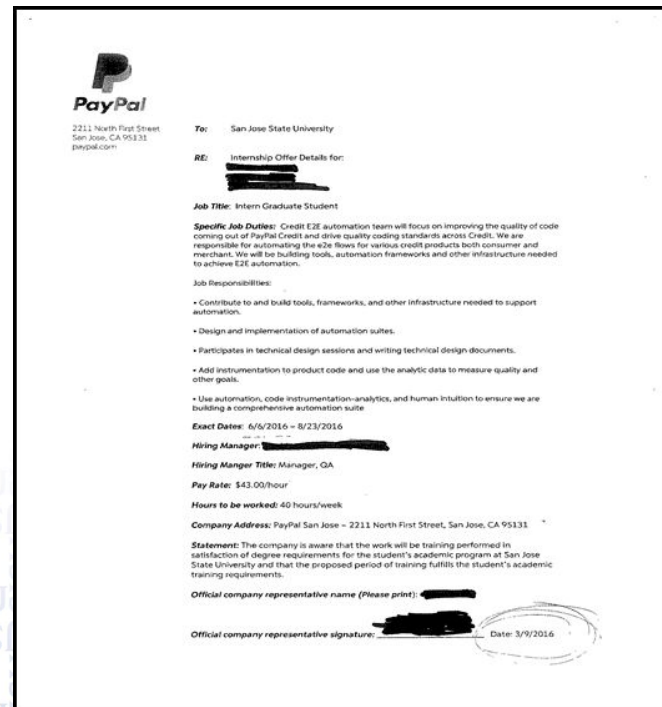 PayPal
2211 North First Street
San Jose, CA 95131
paypal.com
To: San Jose State University
RE: Internship Offer Details for:
Job Title: Intern Graduate Student
Specific Job Duties: Credit E2E automation team will focus on improving the quality of code
coming out of PayPal Credit and drive quality coding standards across Credit. We are
responsible for automating the e2e flows for various credit products both consumer and
merchant. We will be building tools, automation frameworks and other infrastructure needed
to achieve E2E automation.
Job Responsibilities:
• Contribute to and build tools, frameworks, and other infrastructure needed to support
automation.
• Design and implementation of automation suites.
• Participates in technical design sessions and writing technical design documents.
• Add instrumentation to product code and use the analytic data to measure quality and
other goals.
• Use automation, code instrumentation-analytics, and human intuition to ensure we are
building a comprehensive automation suite
Exact Dates: 6/6/2016 – 8/23/2016
Hiring Manager:
Hiring Manger Title: Manager, QA
Pay Rate: $43.00/hour
Hours to be worked: 40 hours/week
Company Address: PayPal San Jose – 2211 North First Street, San Jose, CA 95131
Statement: The company is aware that the work will be training performed in
satisfaction of degree requirements for the student's academic program at San Jose
State University and that the proposed period of training fulfills the student's academic
training requirements.
Official company representative name (Please print):
Official company representative signature: Date: 3/9/2016